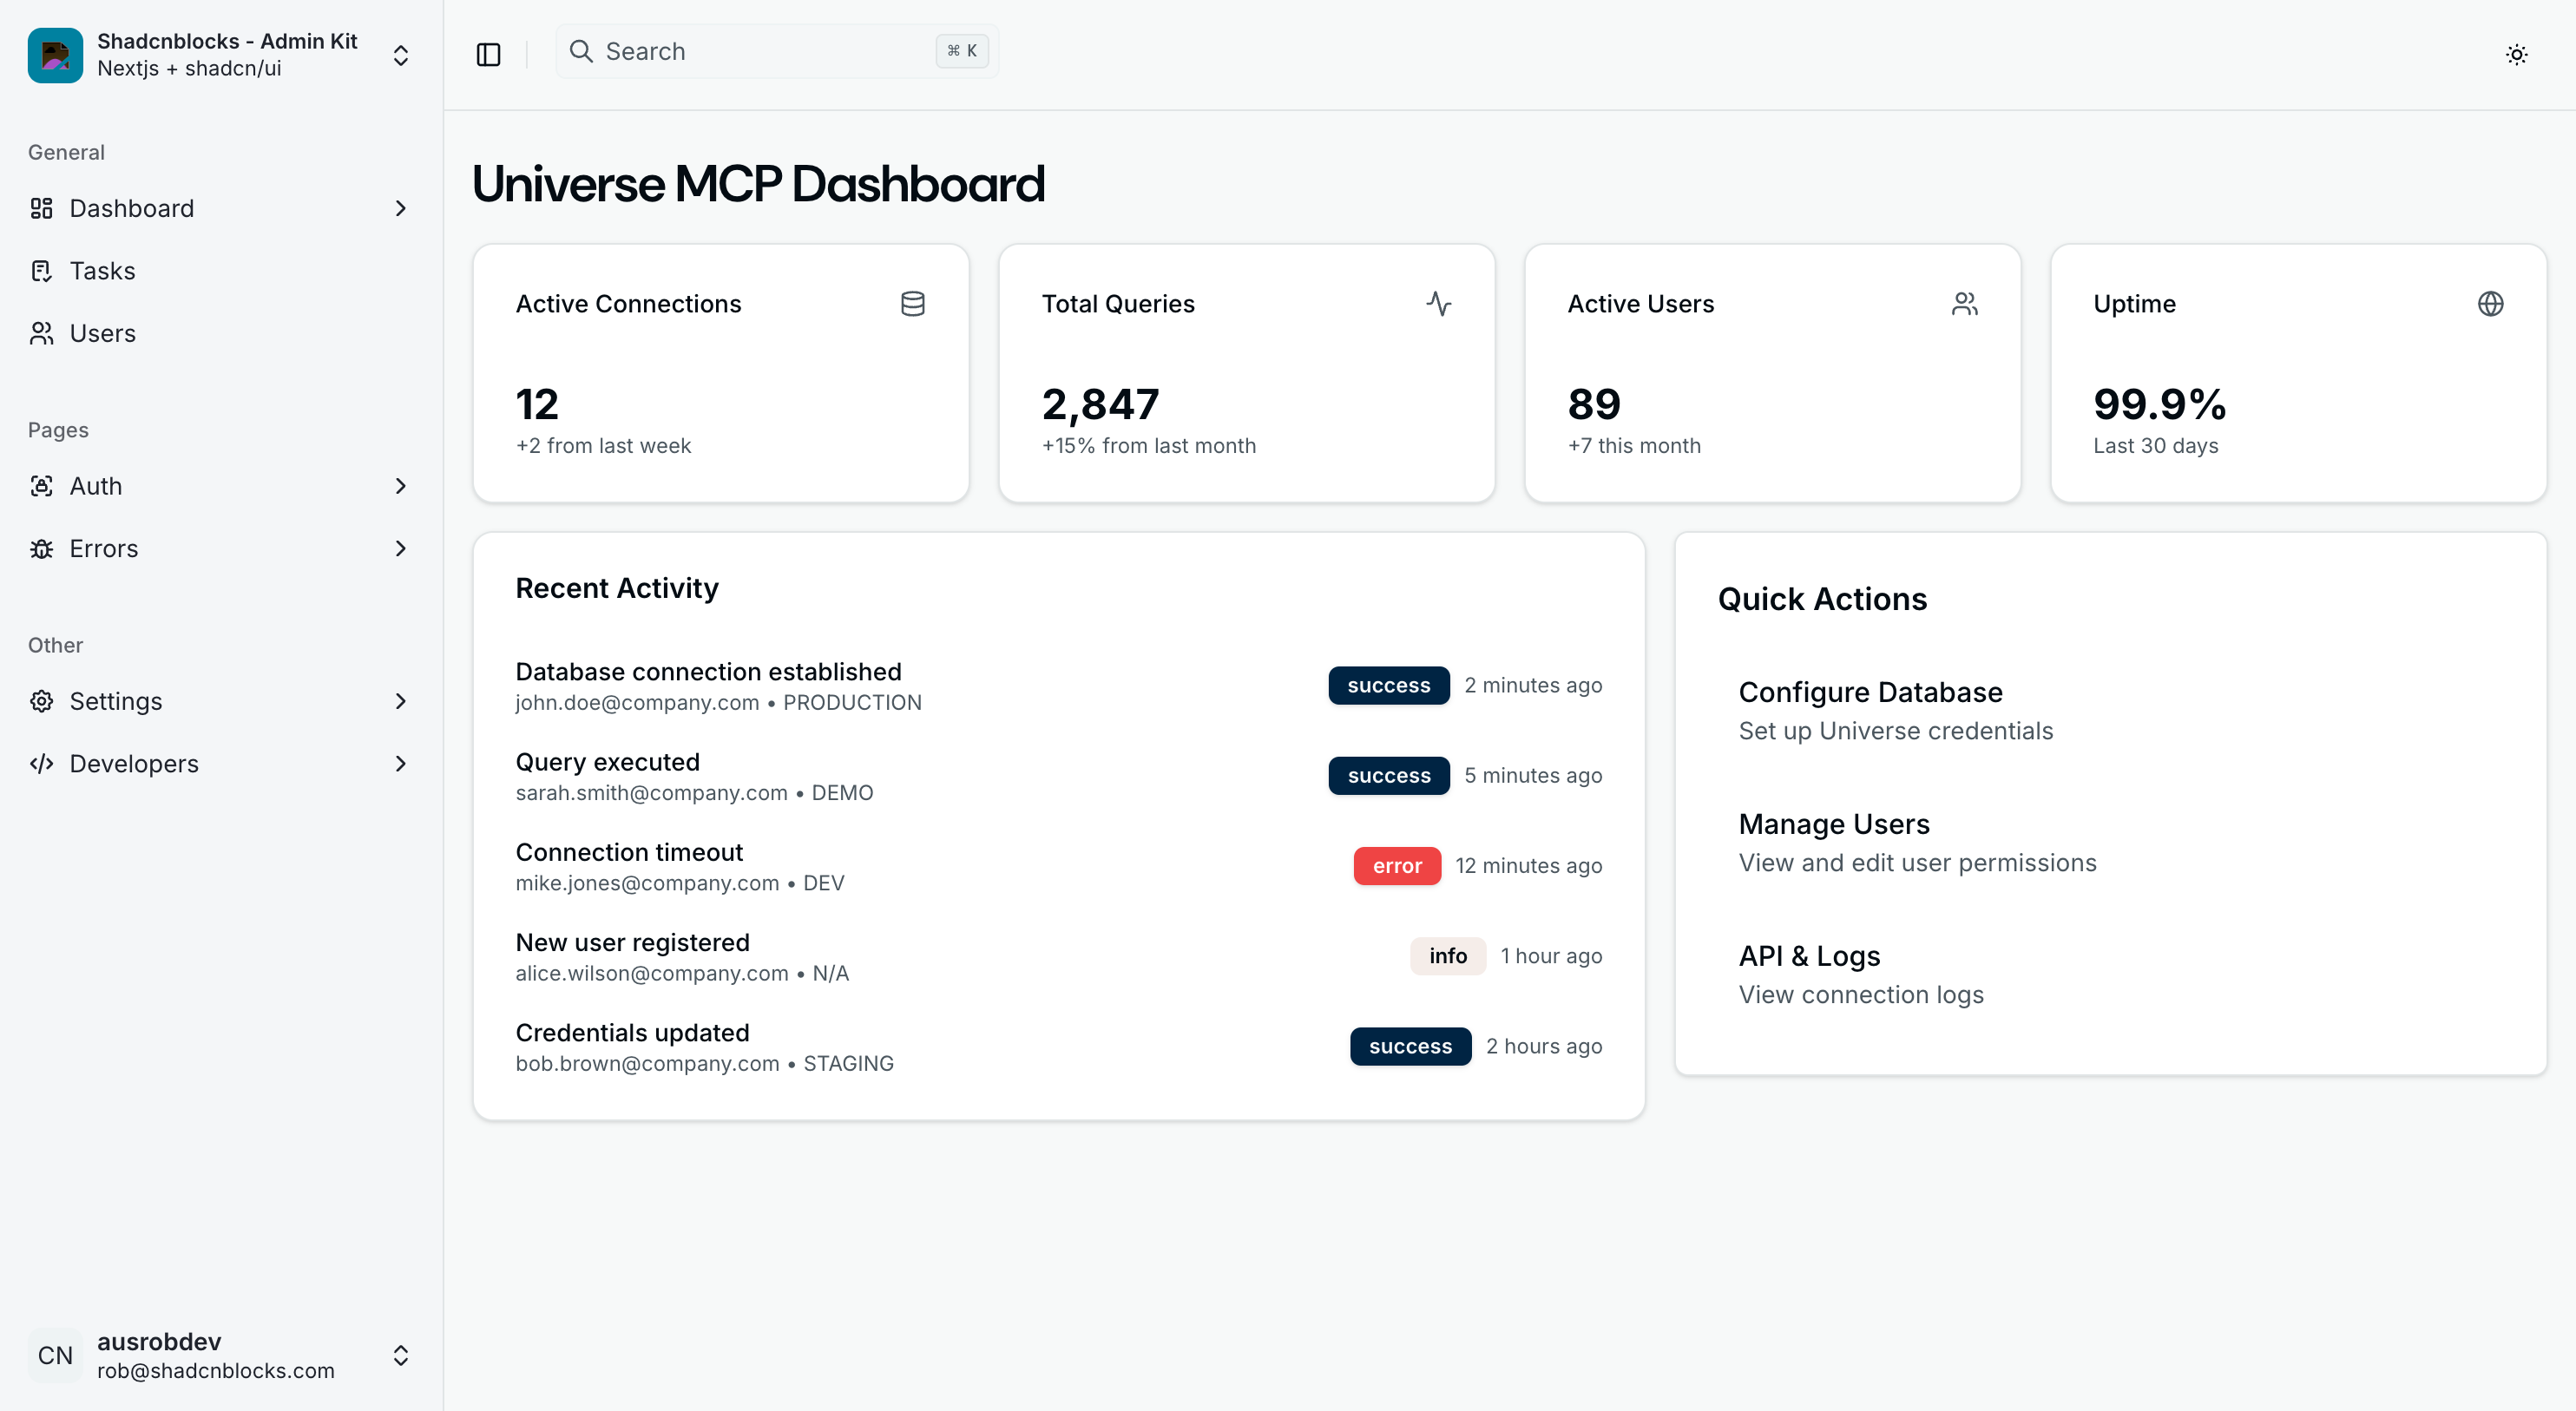 Shadcnblocks - Admin Kit
Nextjs + shadcn/ui
General
Dashboard
Tasks
Users
Pages
Auth
Errors
Other
Settings
Developers
CN
ausrobdev
rob@shadcnblocks.com
Search
⌘ K
Universe MCP Dashboard
Active Connections
12
+2 from last week
Total Queries
2,847
+15% from last month
Active Users
89
+7 this month
Uptime
99.9%
Last 30 days
Recent Activity
Database connection established
john.doe@company.com • PRODUCTION
success 2 minutes ago
Query executed
sarah.smith@company.com • DEMO
success 5 minutes ago
Connection timeout
mike.jones@company.com • DEV
error 12 minutes ago
New user registered
alice.wilson@company.com • N/A
info 1 hour ago
Credentials updated
bob.brown@company.com • STAGING
success 2 hours ago
Quick Actions
Configure Database
Set up Universe credentials
Manage Users
View and edit user permissions
API & Logs
View connection logs